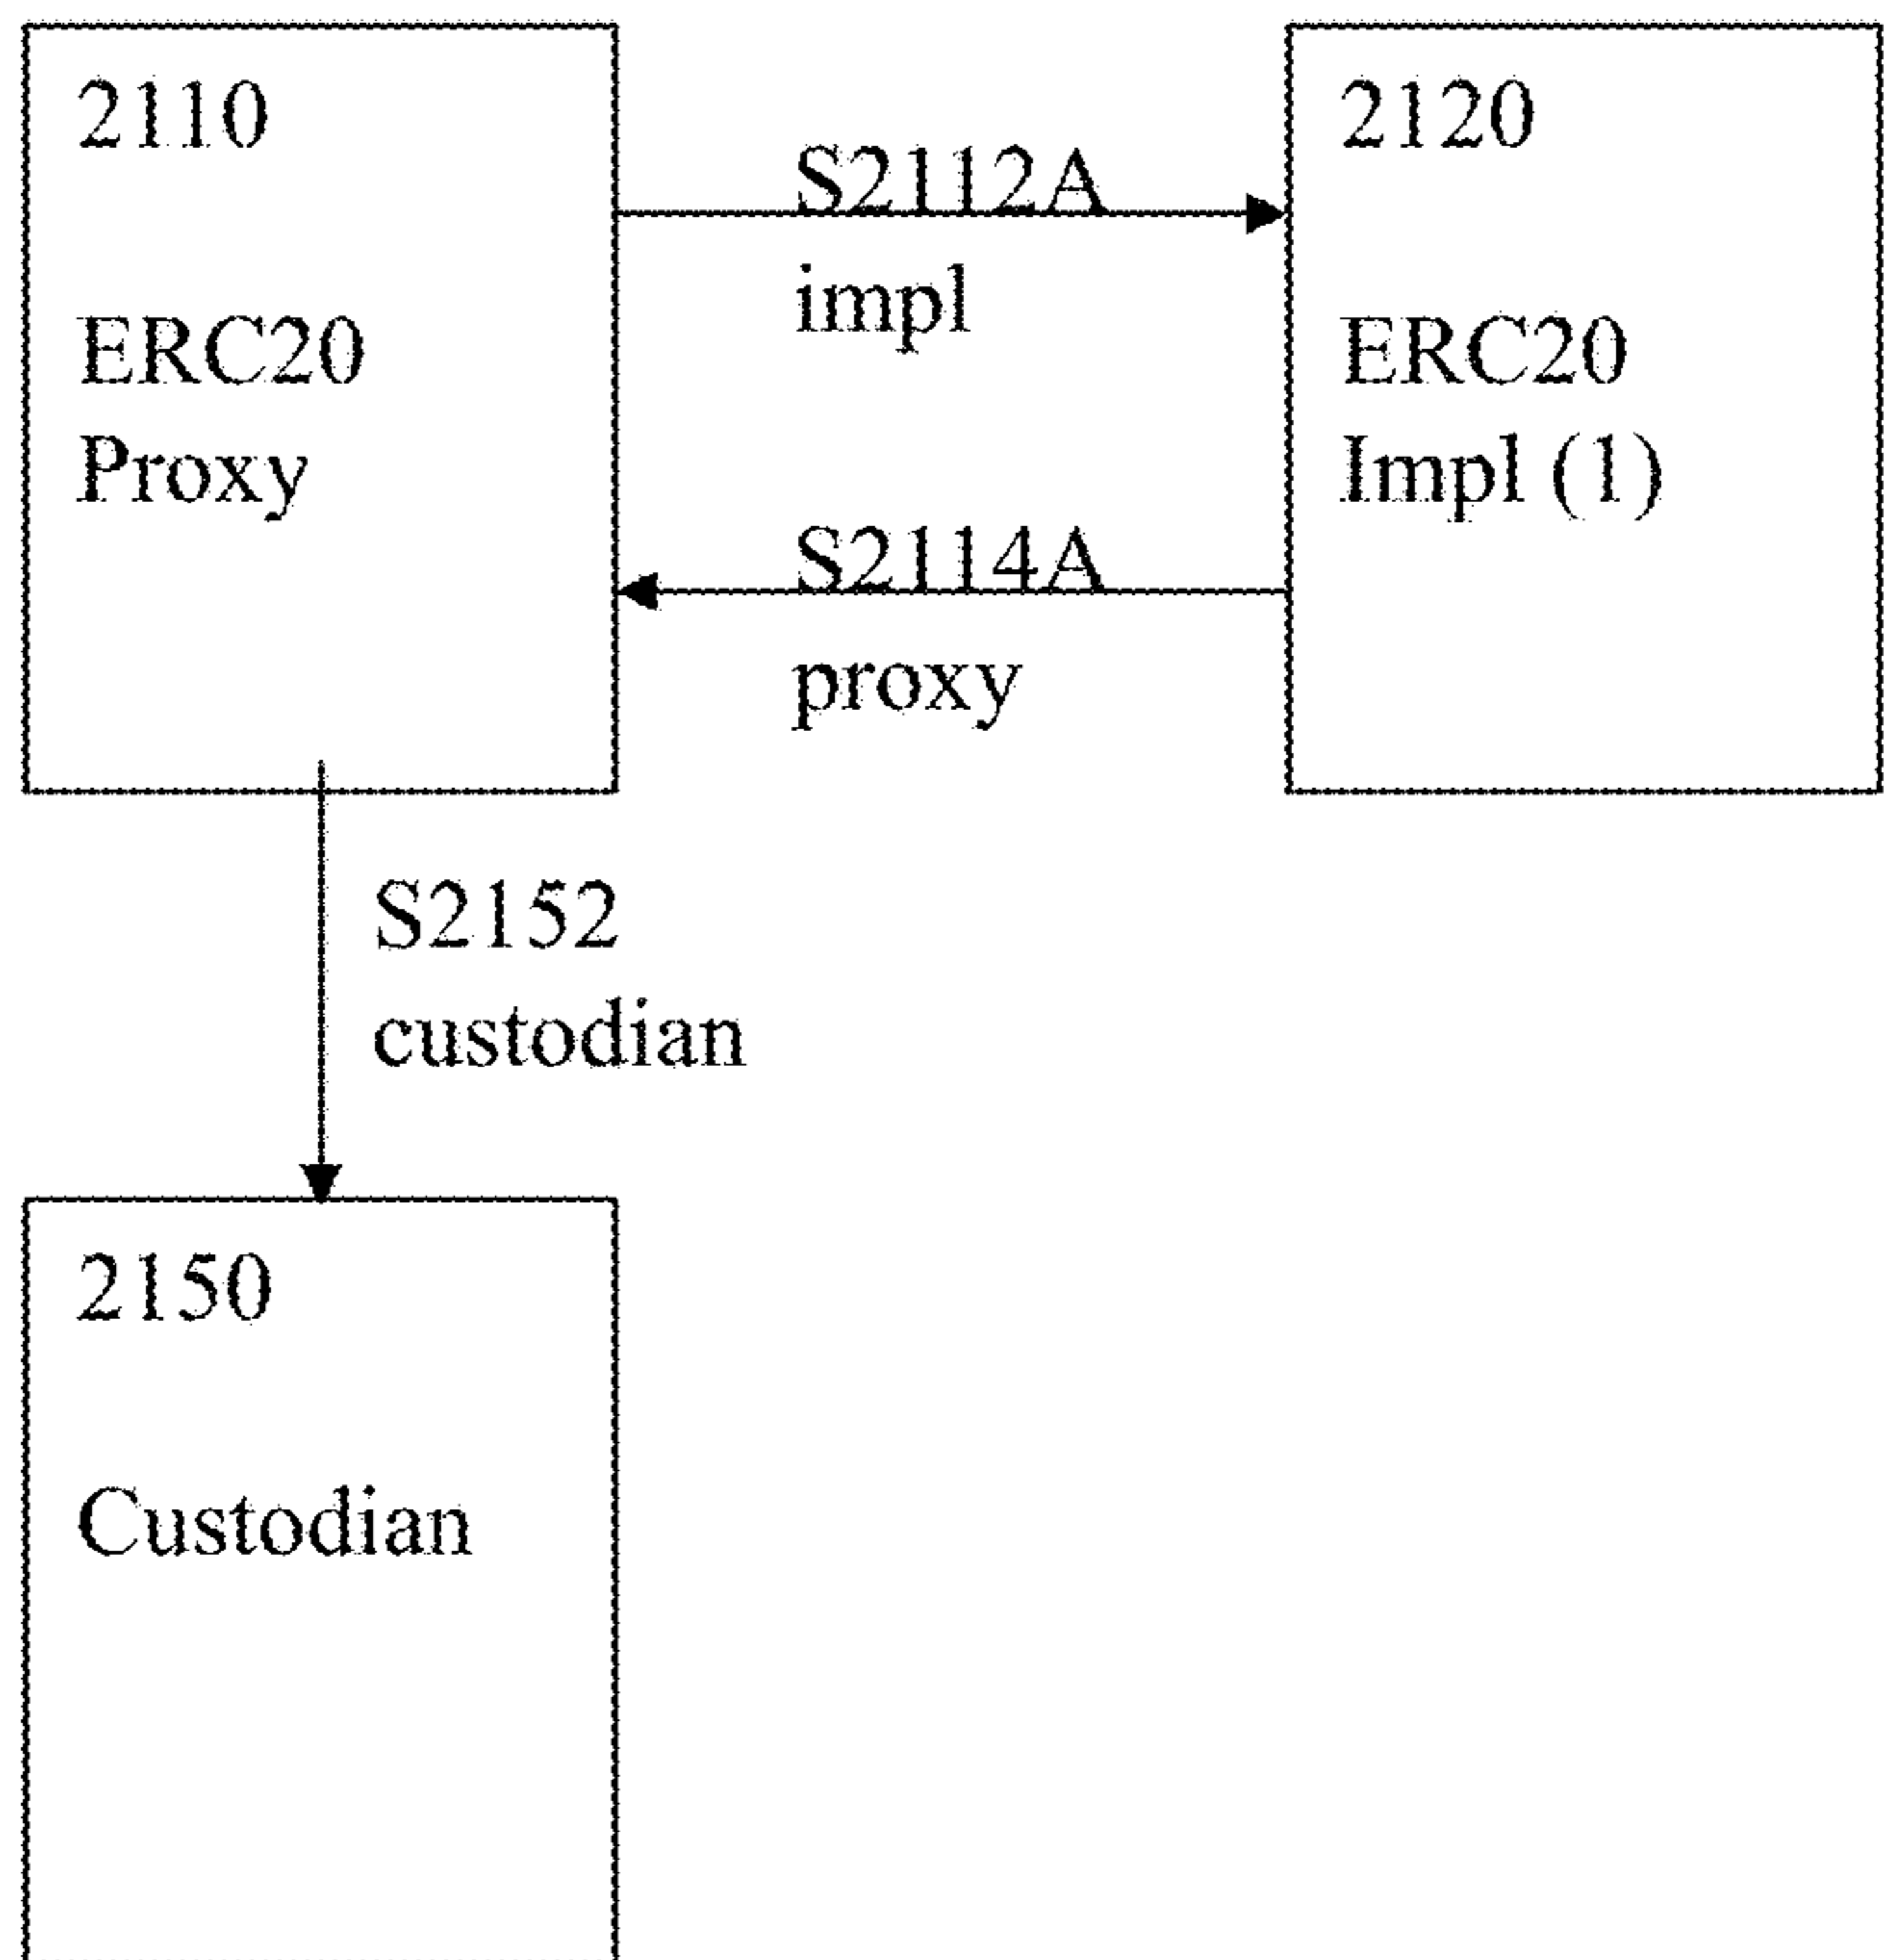 2110
ERC20
Proxy
S2112A
impl
S2114A
proxy
2120
ERC20
Impl (1)
S2152
custodian
2150
Custodian